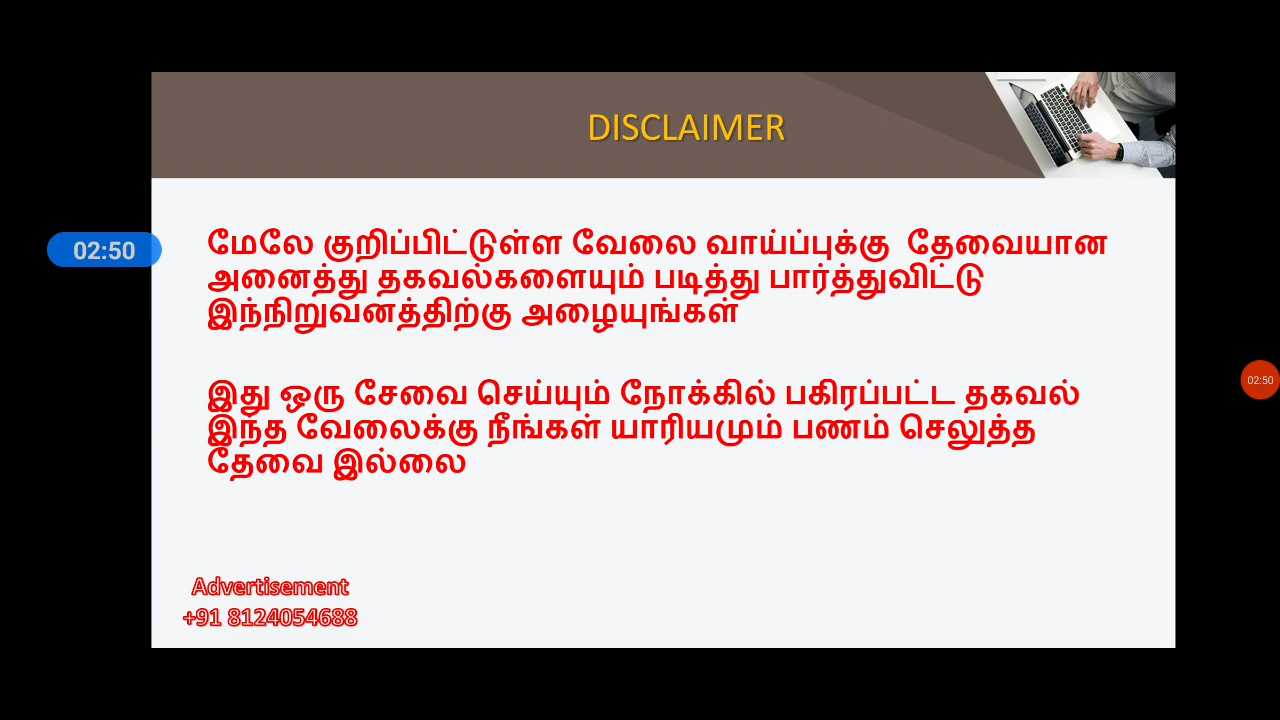 DISCLAIMER
02:50
மேலே குறிப்பிட்டுள்ள வேலை வாய்ப்புக்கு தேவையான
அனைத்து தகவல்களையும் படித்து பார்த்துவிட்டு
இந்நிறுவனத்திற்கு அழையுங்கள்
02:50
இது ஒரு சேவை செய்யும் நோக்கில் பகிரப்பட்ட தகவல்
இந்த வேலைக்கு நீங்கள் யாரியமும் பணம் செலுத்த
தேவை இல்லை
Advertisement
+91 8124054688